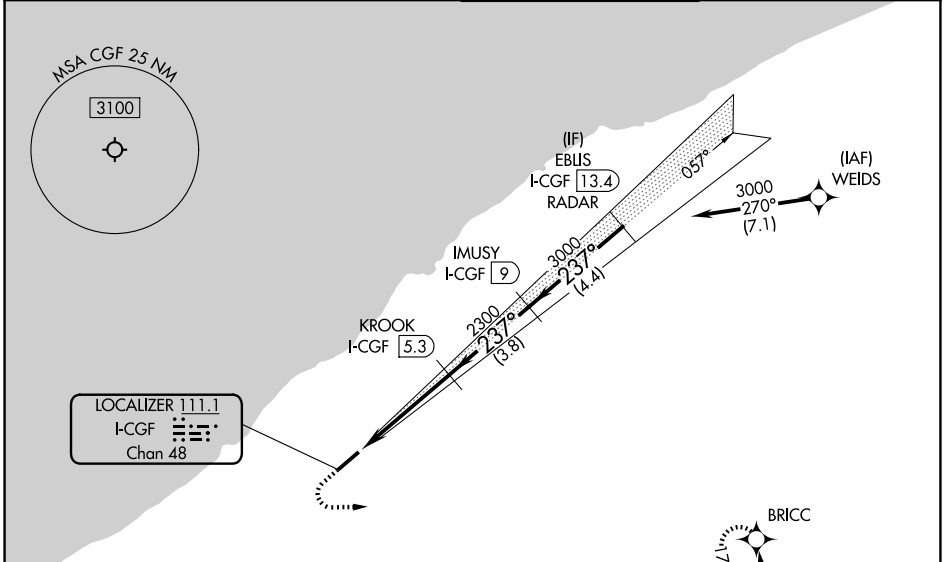 MSA CGF 25 NM
3100
(IF)
EBLIS
I-CGF 13.4
RADAR
057°
(IAF)
WEIDS
3000
270°
(7.1)
IMUSY
I-CGF 9
3000
237°
(4.4)
KROOK
I-CGF 5.3
2300
237°
(3.8)
LOCALIZER 111.1
I-CGF
Chan 48
BRICC